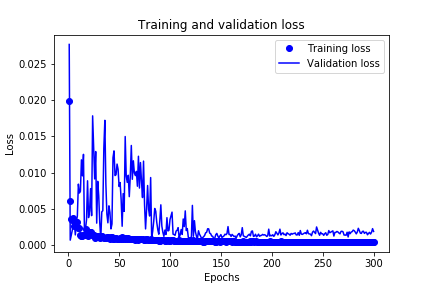 Training and validation loss
Training loss
Validation loss
0.025
0.020
0.015
0.010
0.005
0.000
Loss
0
50
100
150
200
250
300
Epochs